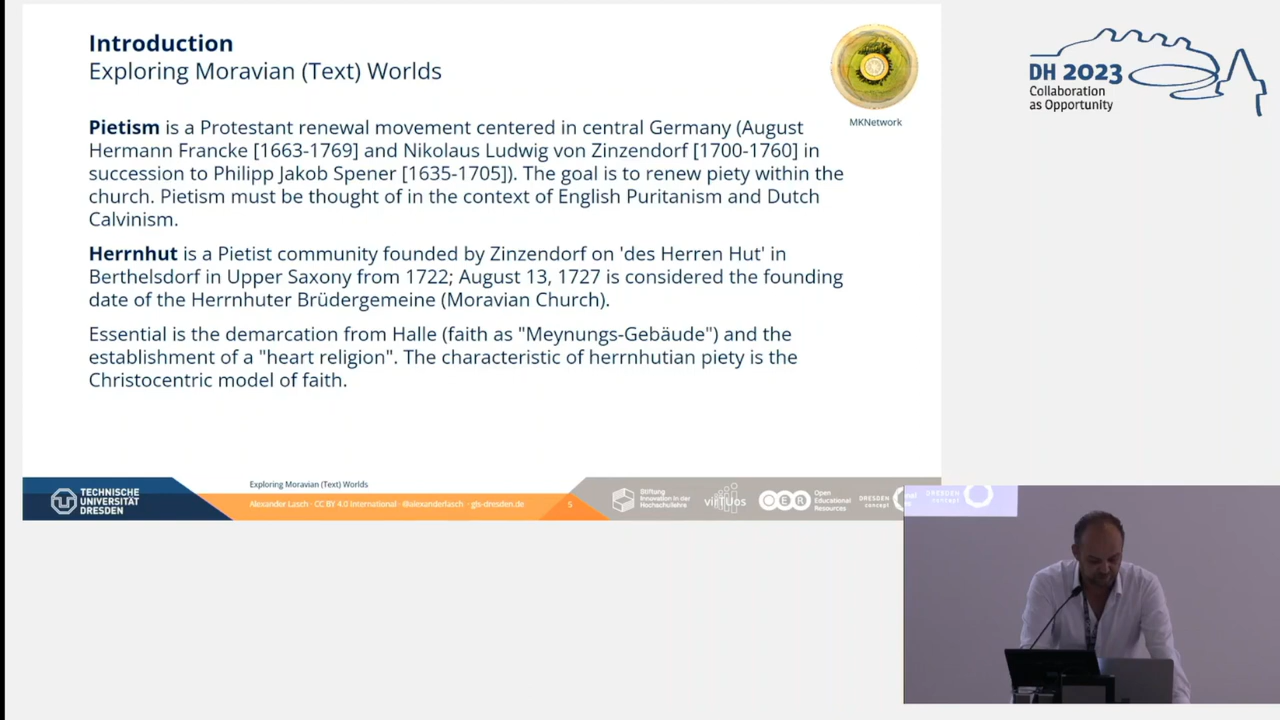 Introduction
Exploring Moravian (Text) Worlds
MKNetwork
Pietism is a Protestant renewal movement centered in central Germany (August
Hermann Francke [1663-1769] and Nikolaus Ludwig von Zinzendorf [1700-1760] in
succession to Philipp Jakob Spener [1635-1705]). The goal is to renew piety within the
church. Pietism must be thought of in the context of English Puritanism and Dutch
Calvinism.
Herrnhut is a Pietist community founded by Zinzendorf on 'des Herren Hut' in
Berthelsdorf in Upper Saxony from 1722; August 13, 1727 is considered the founding
date of the Herrnhuter Brüdergemeine (Moravian Church).
Essential is the demarcation from Halle (faith as "Meynungs-Gebäude") and the
establishment of a "heart religion". The characteristic of herrnhutian piety is the
Christocentric model of faith.
TECHNISCHE
UNIVERSITÄT
DRESDEN
Exploring Moravian (Text) Worlds
Alexander Lasch · CC BY 4.0 International · @alexanderlasch · gls-dresden.de
5
Stiftung
Innovation in der
Hochschullehre
virTUos
OER
Open
Educational
Resources
DRESDEN
concept
DH 2023
Collaboration
as Opportunity
DRESDEN
concept